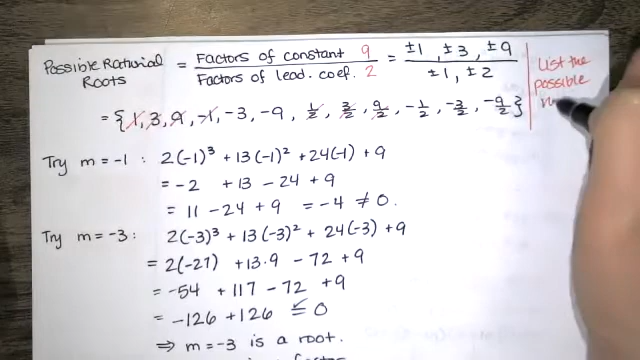 Possible Rational Roots = Factors of constant 9 / Factors of lead. coef. 2 = ±1, ±3, ±9 / ±1, ±2
= {1, 3, 9, -1, -3, -9, 1/2, 3/2, 9/2, -1/2, -3/2, -9/2}
List the
possible
Try m = -1 : 2(-1)³ + 13(-1)² + 24(-1) + 9
= -2 + 13 - 24 + 9
= 11 - 24 + 9 = -4 ≠ 0.
Try m = -3 : 2(-3)³ + 13(-3)² + 24(-3) + 9
= 2(-27) + 13·9 - 72 + 9
= -54 + 117 - 72 + 9
= -126 + 126 = 0
⇒ m = -3 is a root.